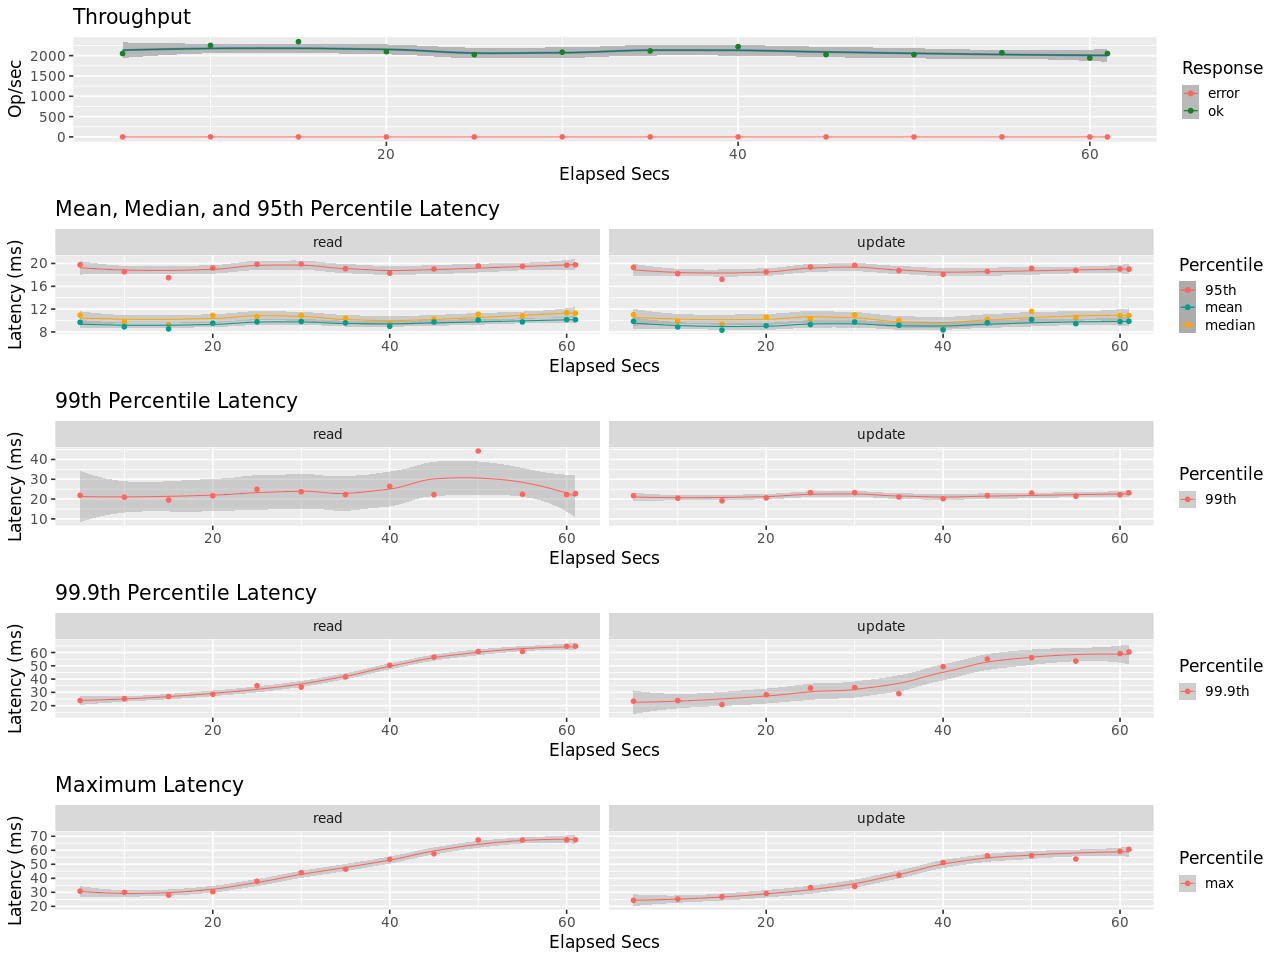 Throughput
Op/sec
2000
1500
1000
500
0
20 40 60
Elapsed Secs
Response
error
ok
Mean, Median, and 95th Percentile Latency
read update
Latency (ms)
20
16
12
8
20 40 60 20 40 60
Elapsed Secs
Percentile
95th
mean
median
99th Percentile Latency
read update
Latency (ms)
40
30
20
10
20 40 60 20 40 60
Elapsed Secs
Percentile
99th
99.9th Percentile Latency
read update
Latency (ms)
60
50
40
30
20
20 40 60 20 40 60
Elapsed Secs
Percentile
99.9th
Maximum Latency
read update
Latency (ms)
70
60
50
40
30
20
20 40 60 20 40 60
Elapsed Secs
Percentile
max